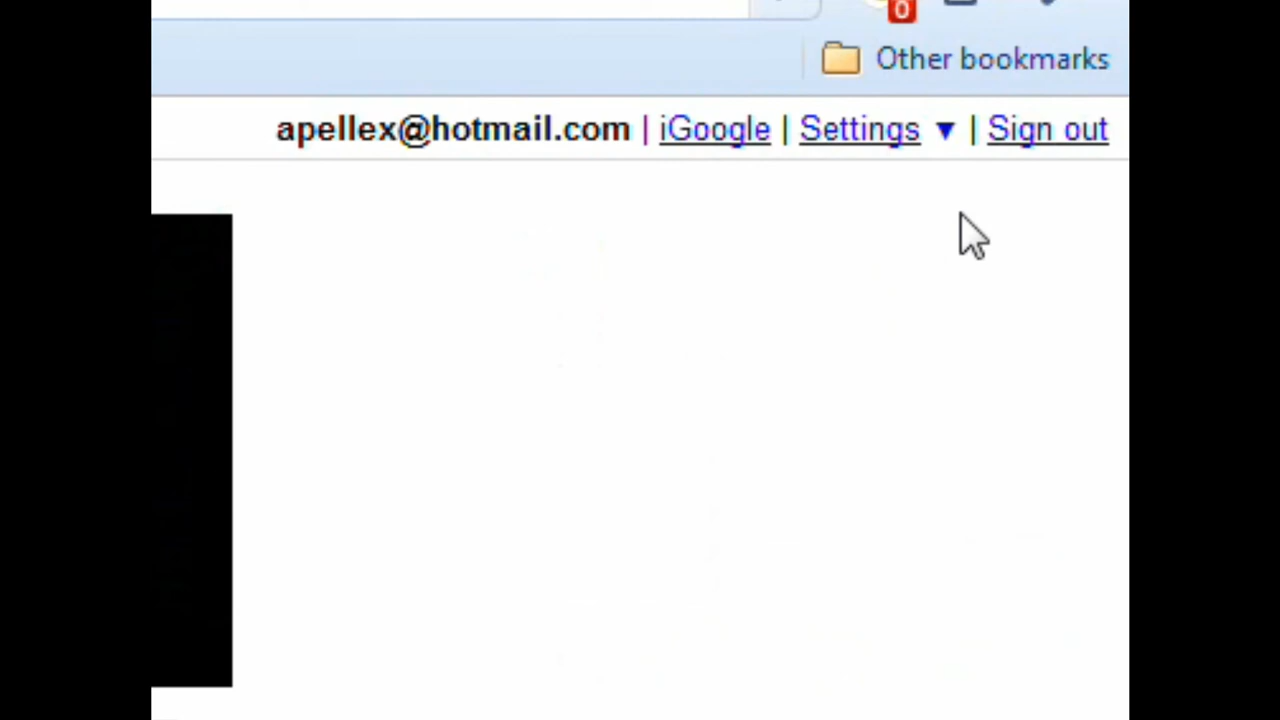 0
Other bookmarks
apellex@hotmail.com | iGoogle | Settings ▼ | Sign out